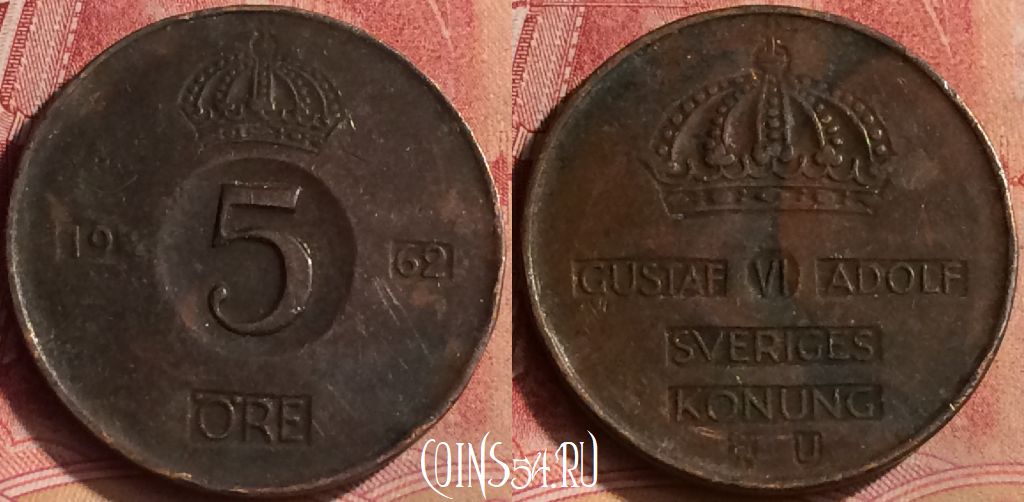 19 5 62
ÖRE
GUSTAF VI ADOLF
SVERIGES
KONUNG
U
COINS54.RU